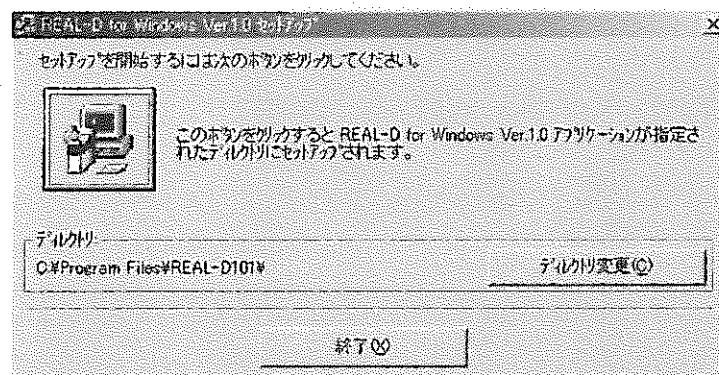 REAL-D for Windows Ver1.0 ｾｯﾄｱｯﾌﾟ
ｾｯﾄｱｯﾌﾟを開始するには次のﾎﾞﾀﾝをｸﾘｯｸしてください。
このﾎﾞﾀﾝをｸﾘｯｸすると REAL-D for Windows Ver.1.0 ｱﾌﾟﾘｹｰｼｮﾝが指定さ
れたﾃﾞｨﾚｸﾄﾘにｾｯﾄｱｯﾌﾟされます。
ﾃﾞｨﾚｸﾄﾘ
C:¥Program Files¥REAL-D101¥
ﾃﾞｨﾚｸﾄﾘ変更(C)
終了(X)